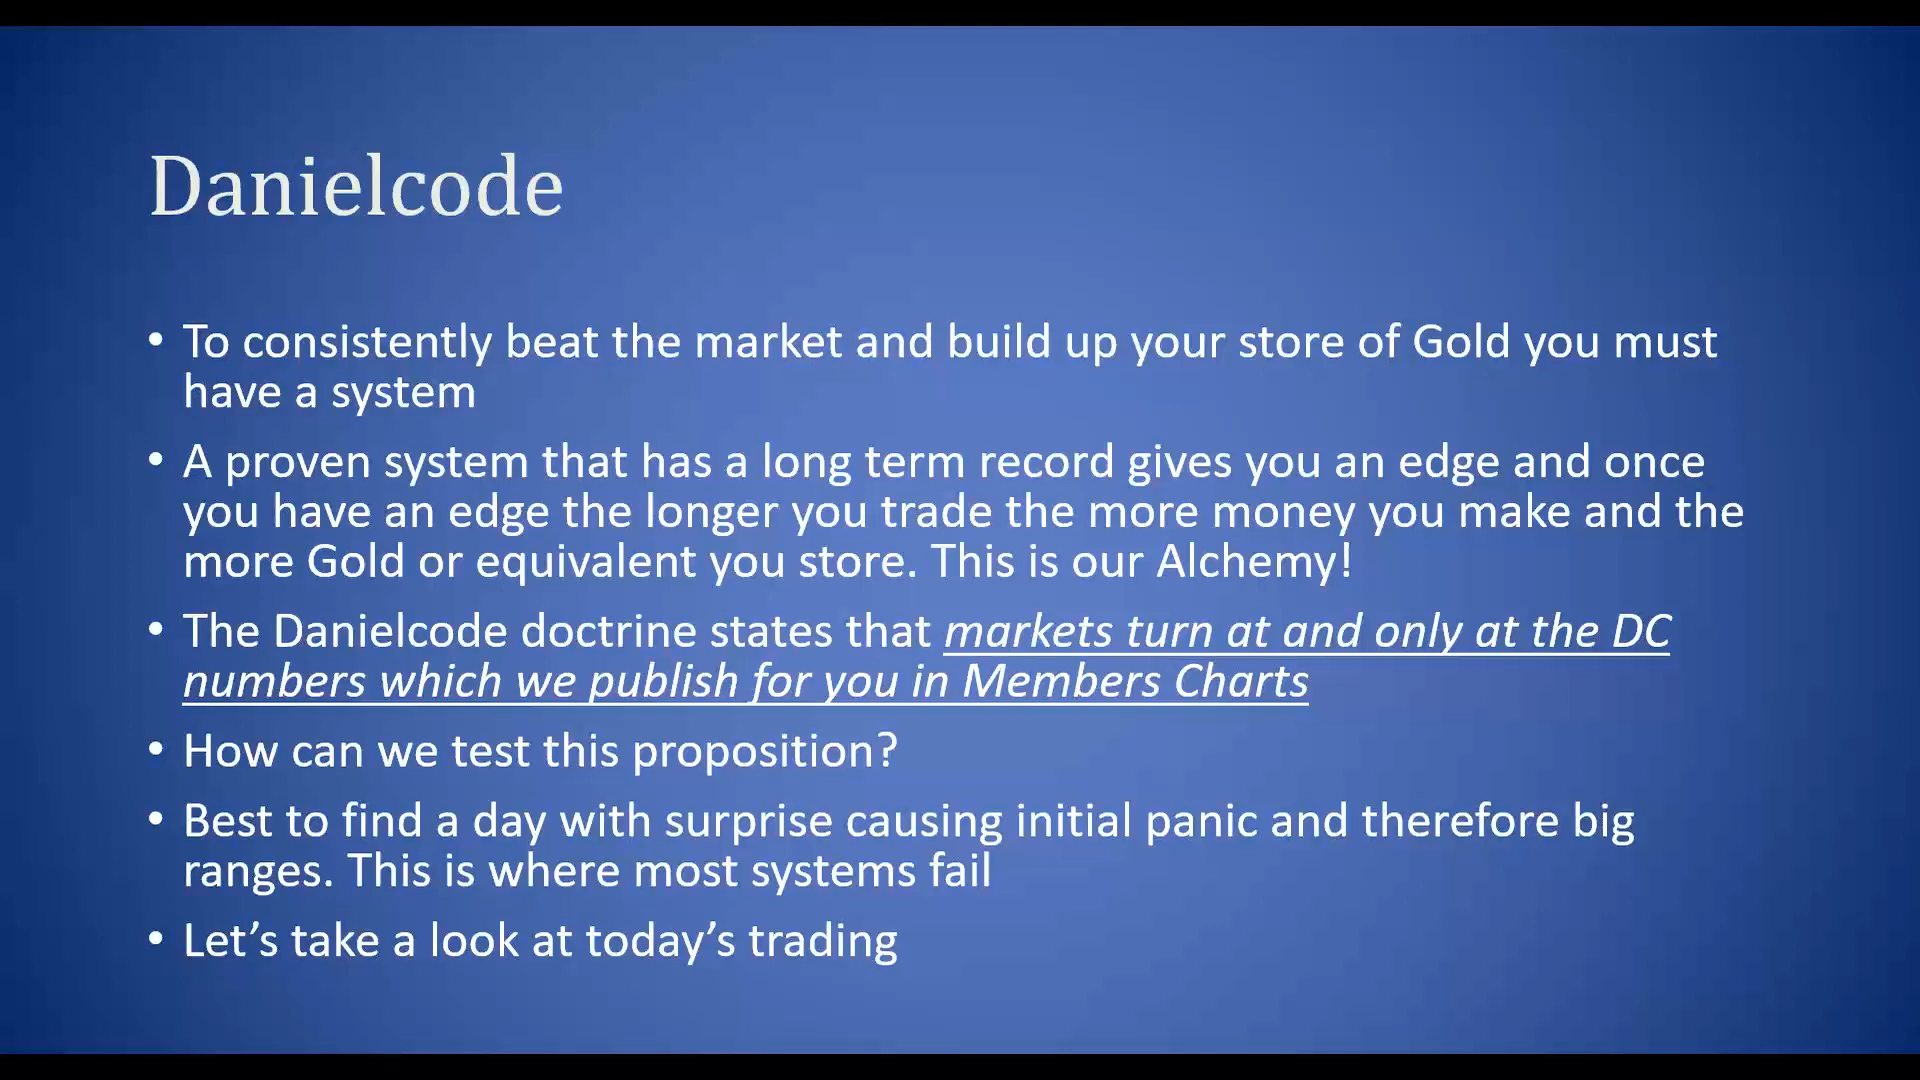 Danielcode
• To consistently beat the market and build up your store of Gold you must
have a system
• A proven system that has a long term record gives you an edge and once
you have an edge the longer you trade the more money you make and the
more Gold or equivalent you store. This is our Alchemy!
• The Danielcode doctrine states that markets turn at and only at the DC
numbers which we publish for you in Members Charts
• How can we test this proposition?
• Best to find a day with surprise causing initial panic and therefore big
ranges. This is where most systems fail
• Let’s take a look at today’s trading